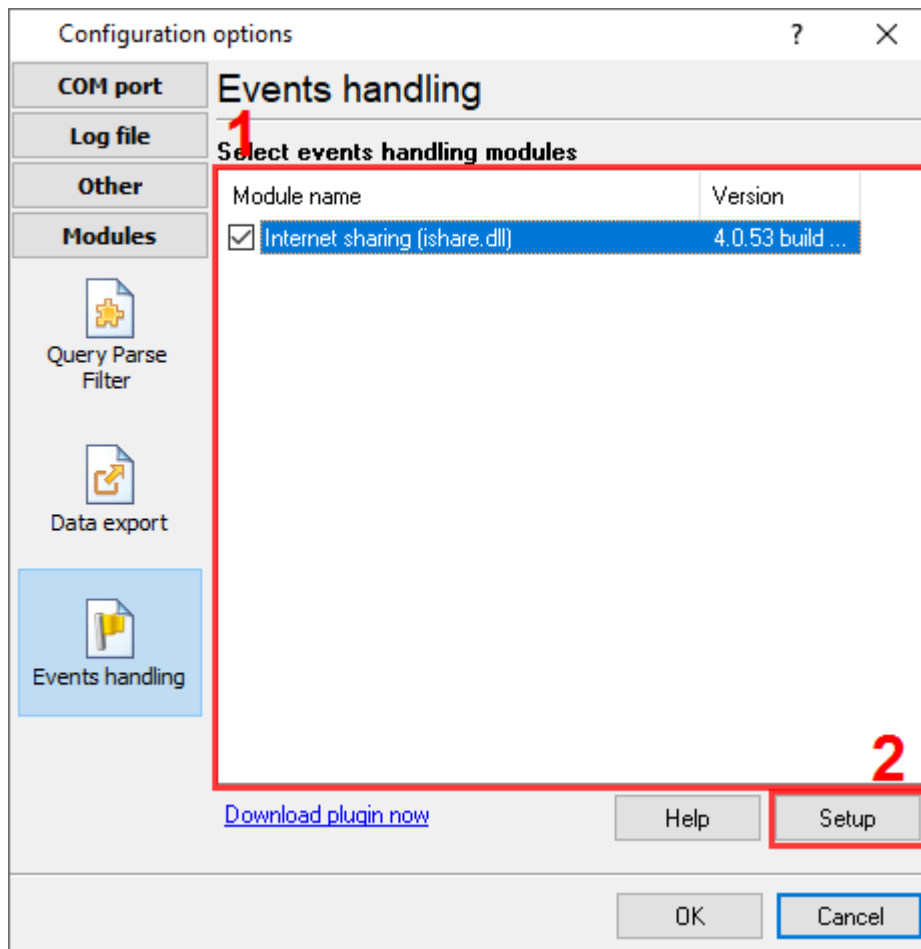 Configuration options
?
COM port
Log file
Other
Modules
Query Parse
Filter
Data export
Events handling
Events handling
1
Select events handling modules
Module name
Version
Internet sharing (ishare.dll)
4.0.53 build ...
2
Download plugin now
Help
Setup
OK
Cancel